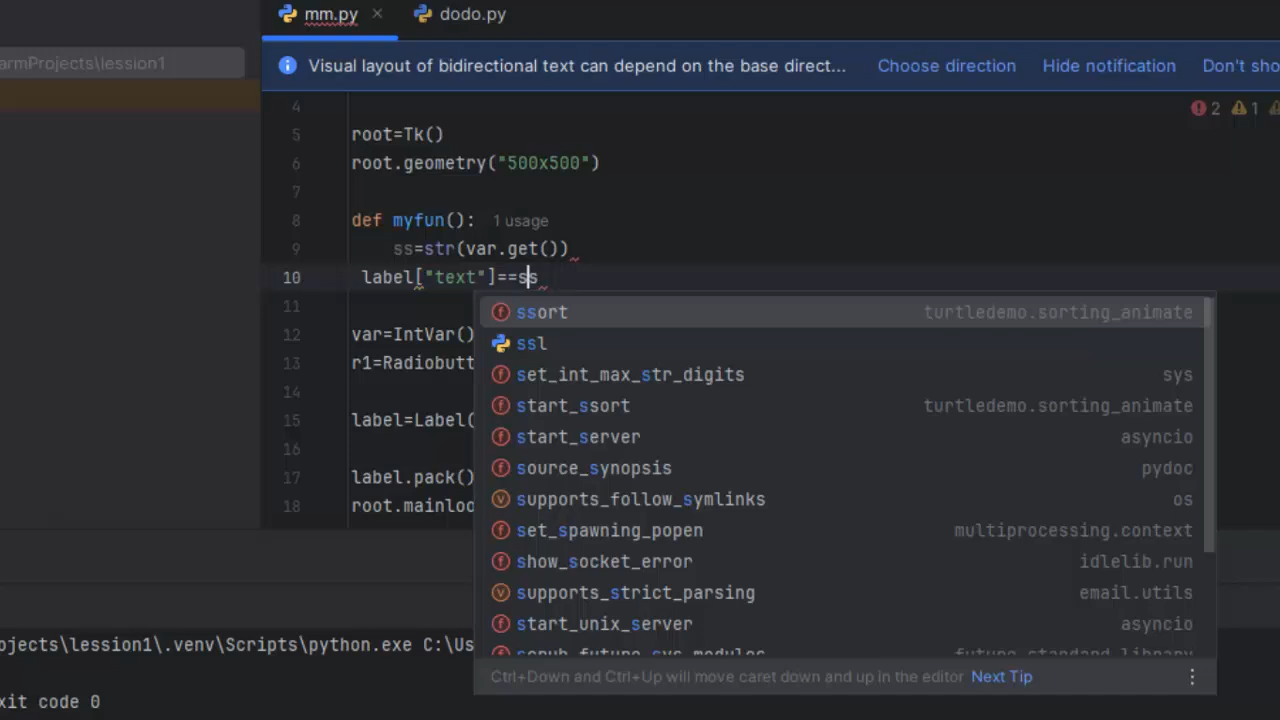 mm.py
dodo.py
armProjects\lession1
Visual layout of bidirectional text can depend on the base direct... Choose direction Hide notification Don't sho
2 1
4
5 root=Tk()
6 root.geometry("500x500")
7
8 def myfun(): 1 usage
9 ss=str(var.get())
10 label["text"]==ss
11
12 var=IntVar()
13 r1=Radiobutt
14
15 label=Label(
16
17 label.pack()
18 root.mainloo
ssort turtledemo.sorting_animate
ssl
set_int_max_str_digits sys
start_ssort turtledemo.sorting_animate
start_server asyncio
source_synopsis pydoc
supports_follow_symlinks os
set_spawning_popen multiprocessing.context
show_socket_error idlelib.run
supports_strict_parsing email.utils
start_unix_server asyncio
Ctrl+Down and Ctrl+Up will move caret down and up in the editor Next Tip
ojects\lession1\.venv\Scripts\python.exe C:\Us
xit code 0